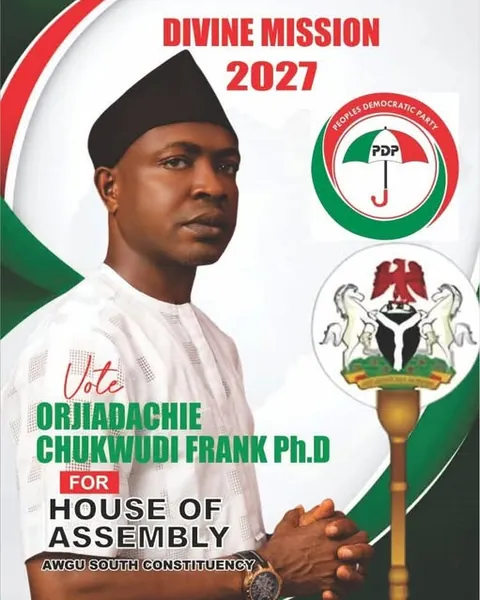 DIVINE MISSION
2027
PEOPLES DEMOCRATIC PARTY
PDP
Vote
ORJIADACHIE
CHUKWUDI FRANK Ph.D
FOR
HOUSE OF
ASSEMBLY
AWGU SOUTH CONSTITUENCY